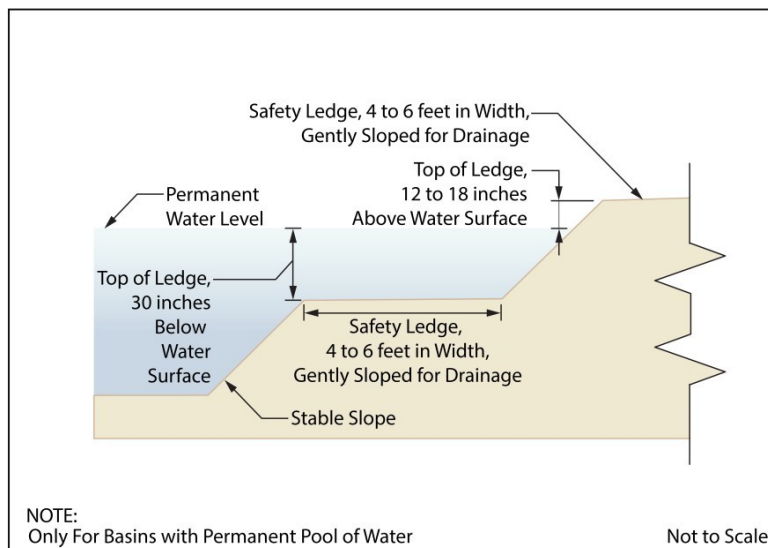 Safety Ledge, 4 to 6 feet in Width,
Gently Sloped for Drainage
Top of Ledge,
12 to 18 inches
Above Water Surface
Permanent
Water Level
Top of Ledge,
30 inches
Below
Water
Surface
Safety Ledge,
4 to 6 feet in Width,
Gently Sloped for Drainage
Stable Slope
NOTE:
Only For Basins with Permanent Pool of Water
Not to Scale